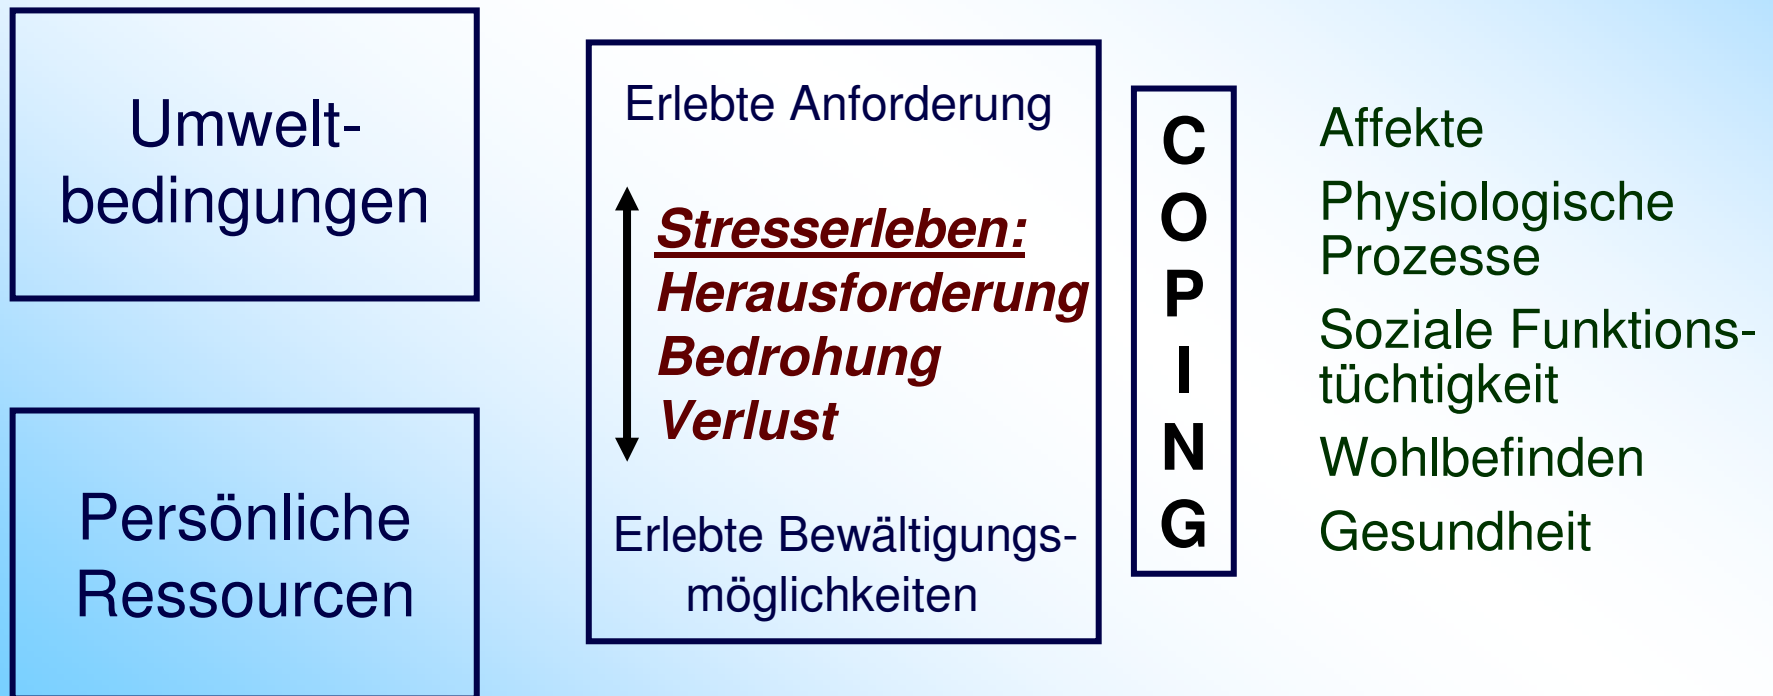 Umwelt-
bedingungen
Persönliche
Ressourcen
Erlebte Anforderung
Stresserleben:
Herausforderung
Bedrohung
Verlust
Erlebte Bewältigungs-
möglichkeiten
C
O
P
I
N
G
Affekte
Physiologische
Prozesse
Soziale Funktions-
tüchtigkeit
Wohlbefinden
Gesundheit